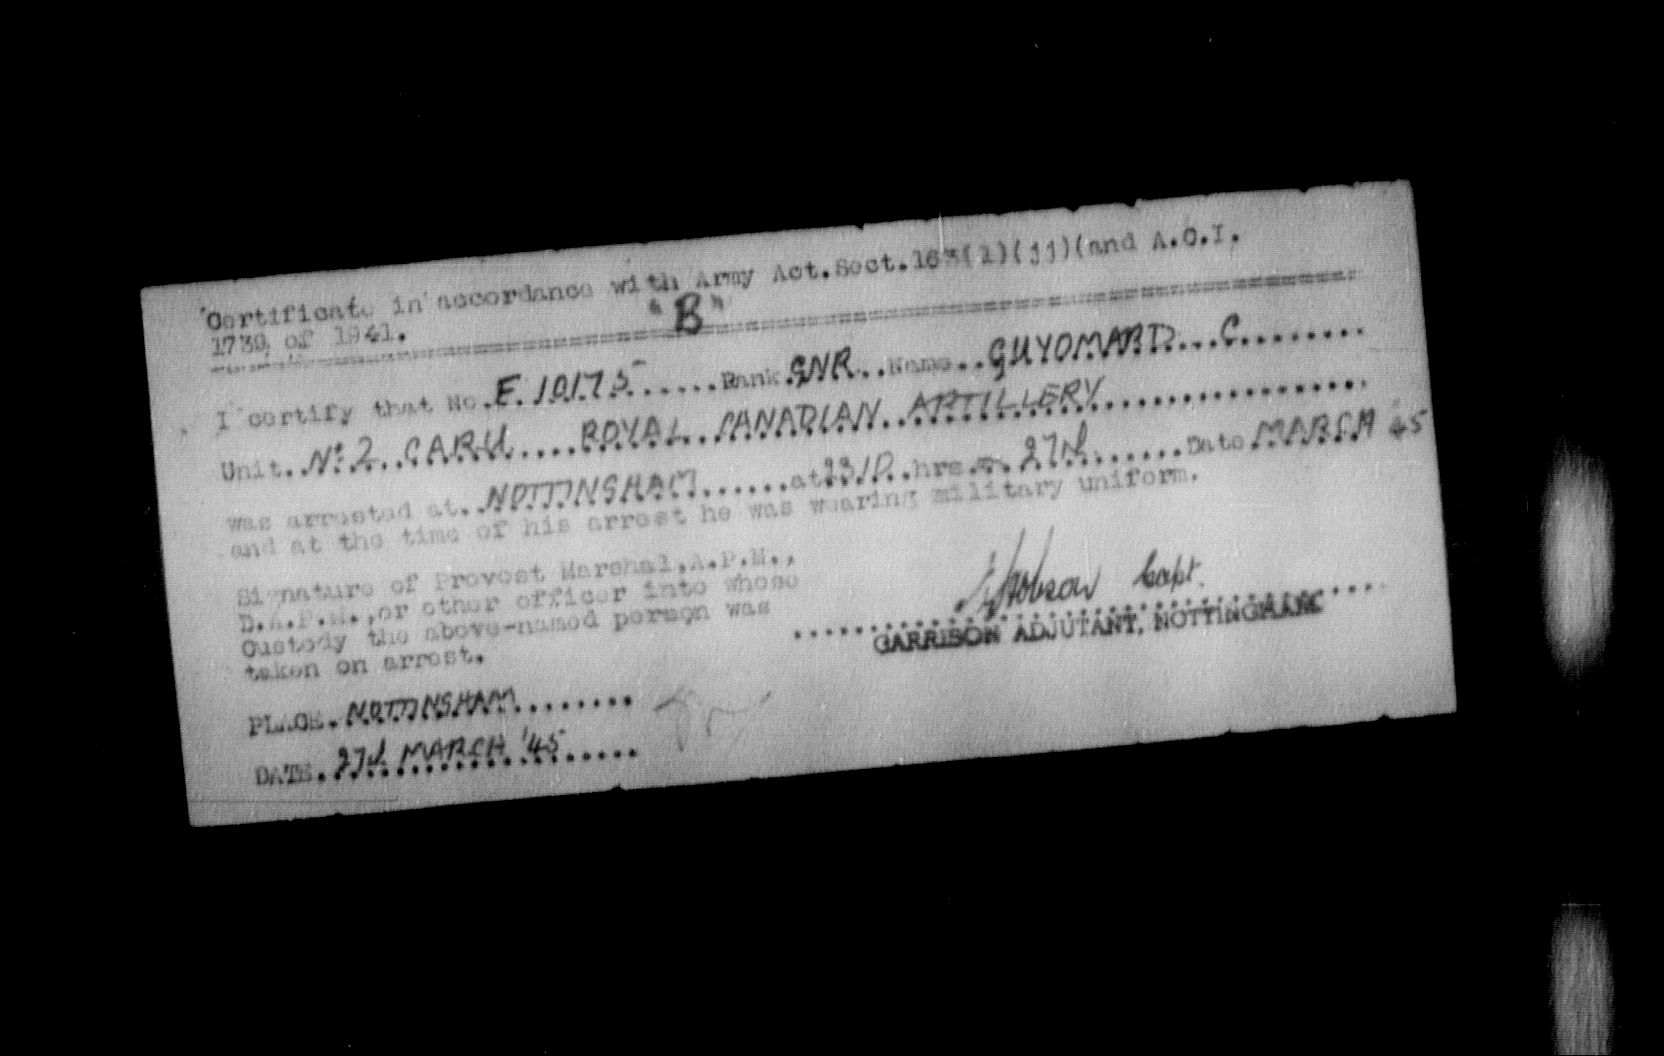 Certificate in accordance with Army Act.Sect.163(1)(jj)(and A.C.I.
1739 of 1941.
"B"
I certify that No.E.10175......Rank.GNR..Name..GUYOMARD...C........
Unit..No 2..CARU....ROYAL..CANADIAN..ARTILLERY................
was arrested at..NOTTINGHAM......at 2310..hrs... 27th......Date MARCH 45
and at the time of his arrest he was wearing military uniform.
Signature of Provost Marshal.A.P.M.,
D.A.P.M.,or other officer into whose
Custody the above-named person was
taken on arrest.
Capt.
GARRISON ADJUTANT, NOTTINGHAM
PLACE.NOTTINGHAM........
DATE.27th MARCH '45.....